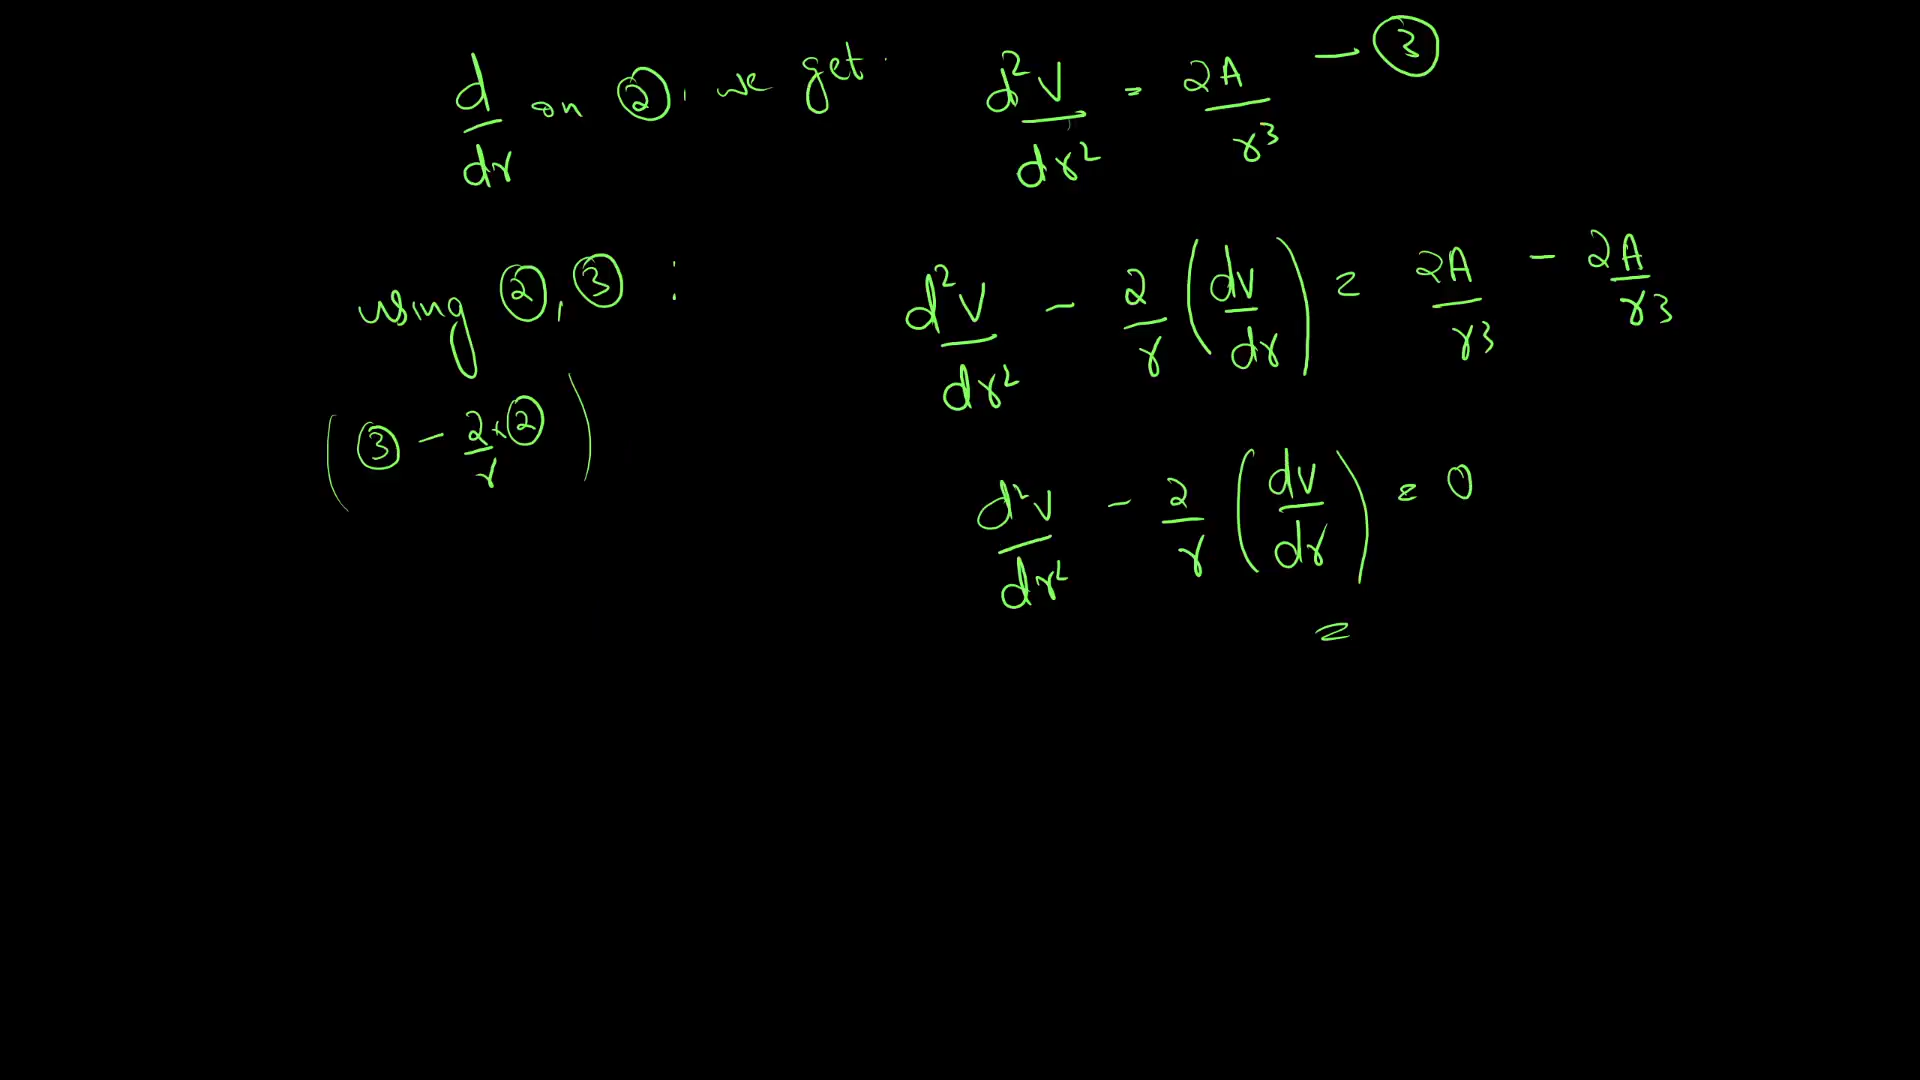 d/dr on ②, we get. d²V/dr² = 2A/r³ — ③
using ②, ③ : d²V/dr² - 2/r (dv/dr) = 2A/r³ - 2A/r³
(③ - 2/r × ②)
d²V/dr² - 2/r (dv/dr) = 0
=